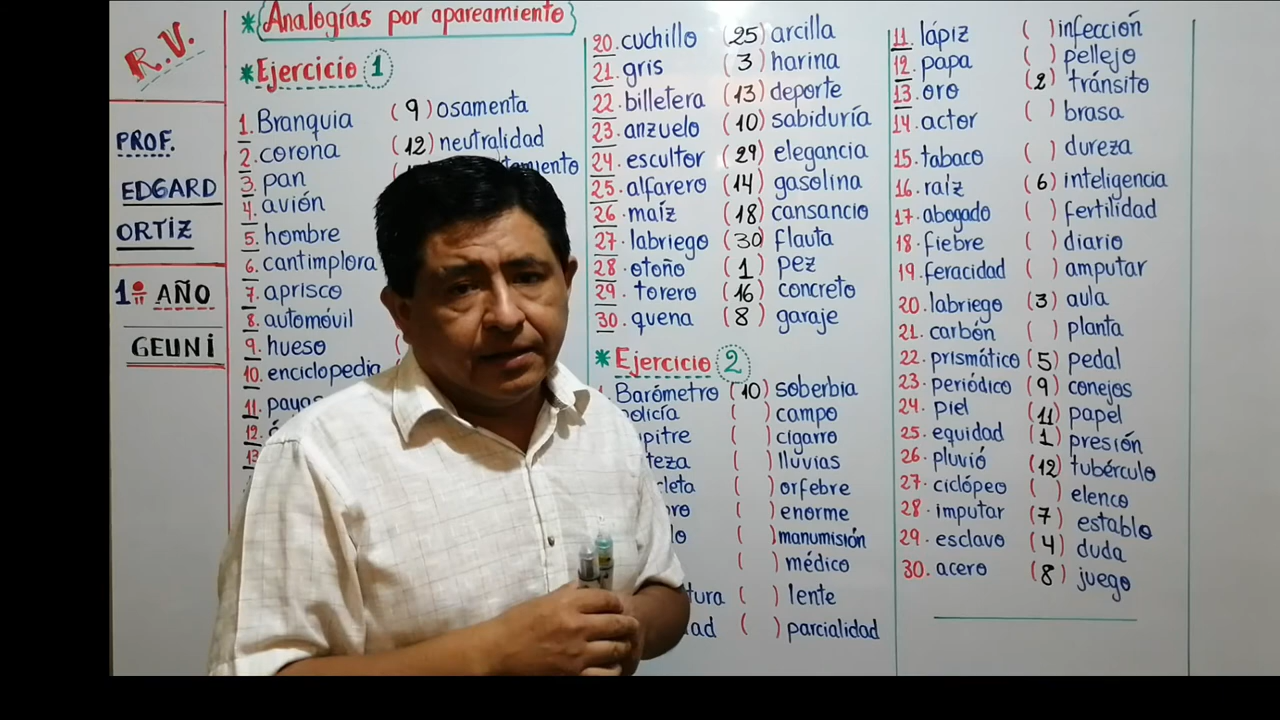 R.V.
PROF.
EDGARD
ORTIZ
1º AÑO
GEUNI
*Analogías por apareamiento
*Ejercicio 1
1. Branquia (9) osamenta
2. corona (12) neutralidad
3. pan
4. avión
5. hombre
6. cantimplora
7. aprisco
8. automóvil
9. hueso
10. enciclopedia
11.
12.
13
20. cuchillo (25) arcilla
21. gris (3) harina
22. billetera (13) deporte
23. anzuelo (10) sabiduría
24. escultor (29) elegancia
25. alfarero (14) gasolina
26. maíz (18) cansancio
27. labriego (30) flauta
28. otoño (1) pez
29. torero (16) concreto
30. quena (8) garaje
*Ejercicio 2
1. Barómetro (10) soberbia
policía ( ) campo
( ) cigarro
( ) lluvias
( ) orfebre
( ) enorme
( ) manumisión
( ) médico
( ) lente
( ) parcialidad
11. lápiz ( ) infección
12. papa ( ) pellejo
13. oro (2) tránsito
14. actor ( ) brasa
15. tabaco ( ) dureza
16. raíz (6) inteligencia
17. abogado ( ) fertilidad
18. fiebre ( ) diario
19. feracidad ( ) amputar
20. labriego (3) aula
21. carbón ( ) planta
22. prismático (5) pedal
23. periódico (9) conejos
24. piel (11) papel
25. equidad (1) presión
26. pluvió (12) tubérculo
27. ciclópeo ( ) elenco
28. imputar (7) establo
29. esclavo (4) duda
30. acero (8) juego